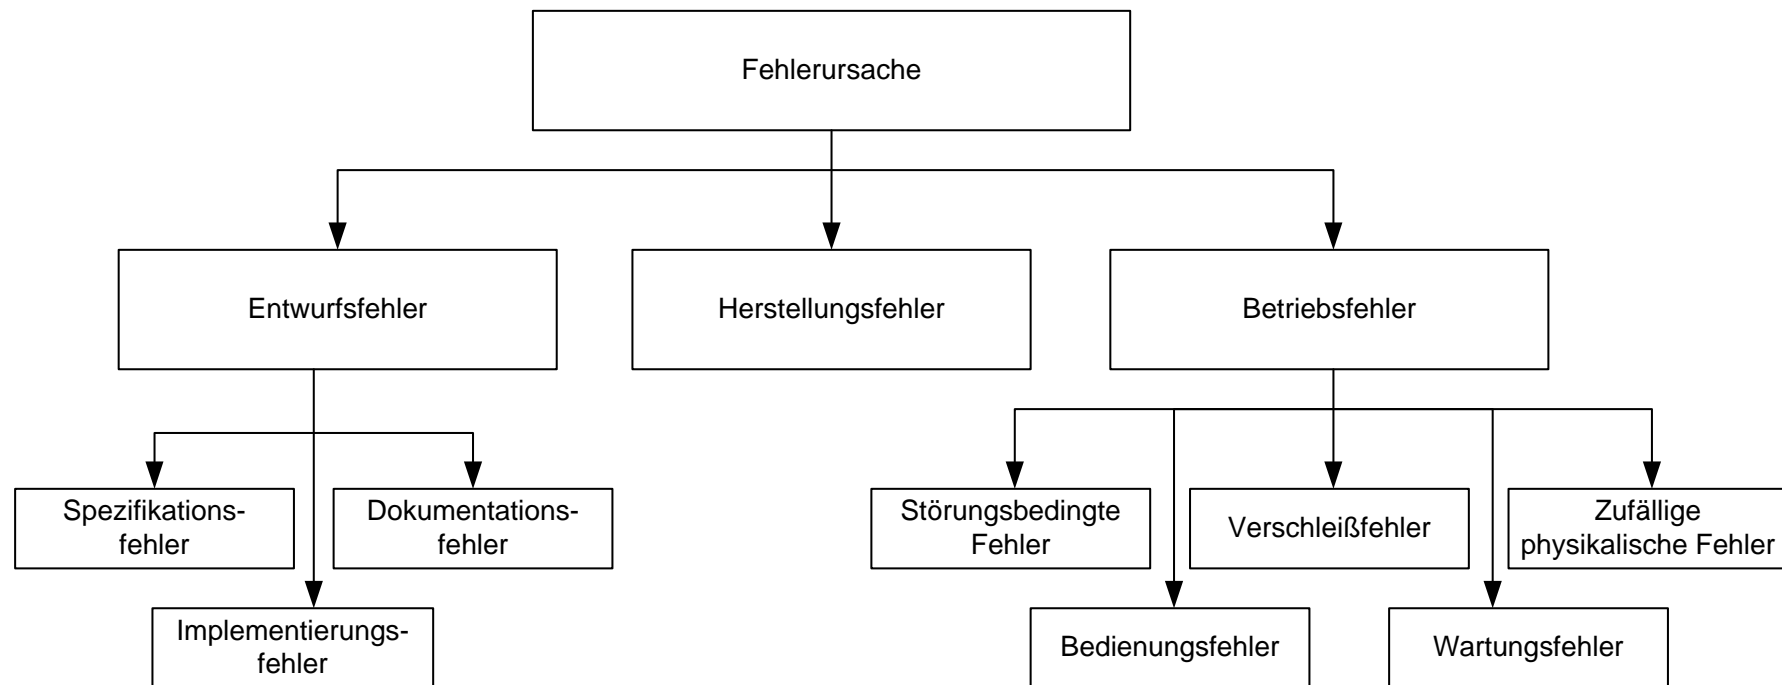 Fehlerursache
Entwurfsfehler
Herstellungsfehler
Betriebsfehler
Spezifikations-
fehler
Dokumentations-
fehler
Störungsbedingte
Fehler
Verschleißfehler
Zufällige
physikalische Fehler
Implementierungs-
fehler
Bedienungsfehler
Wartungsfehler